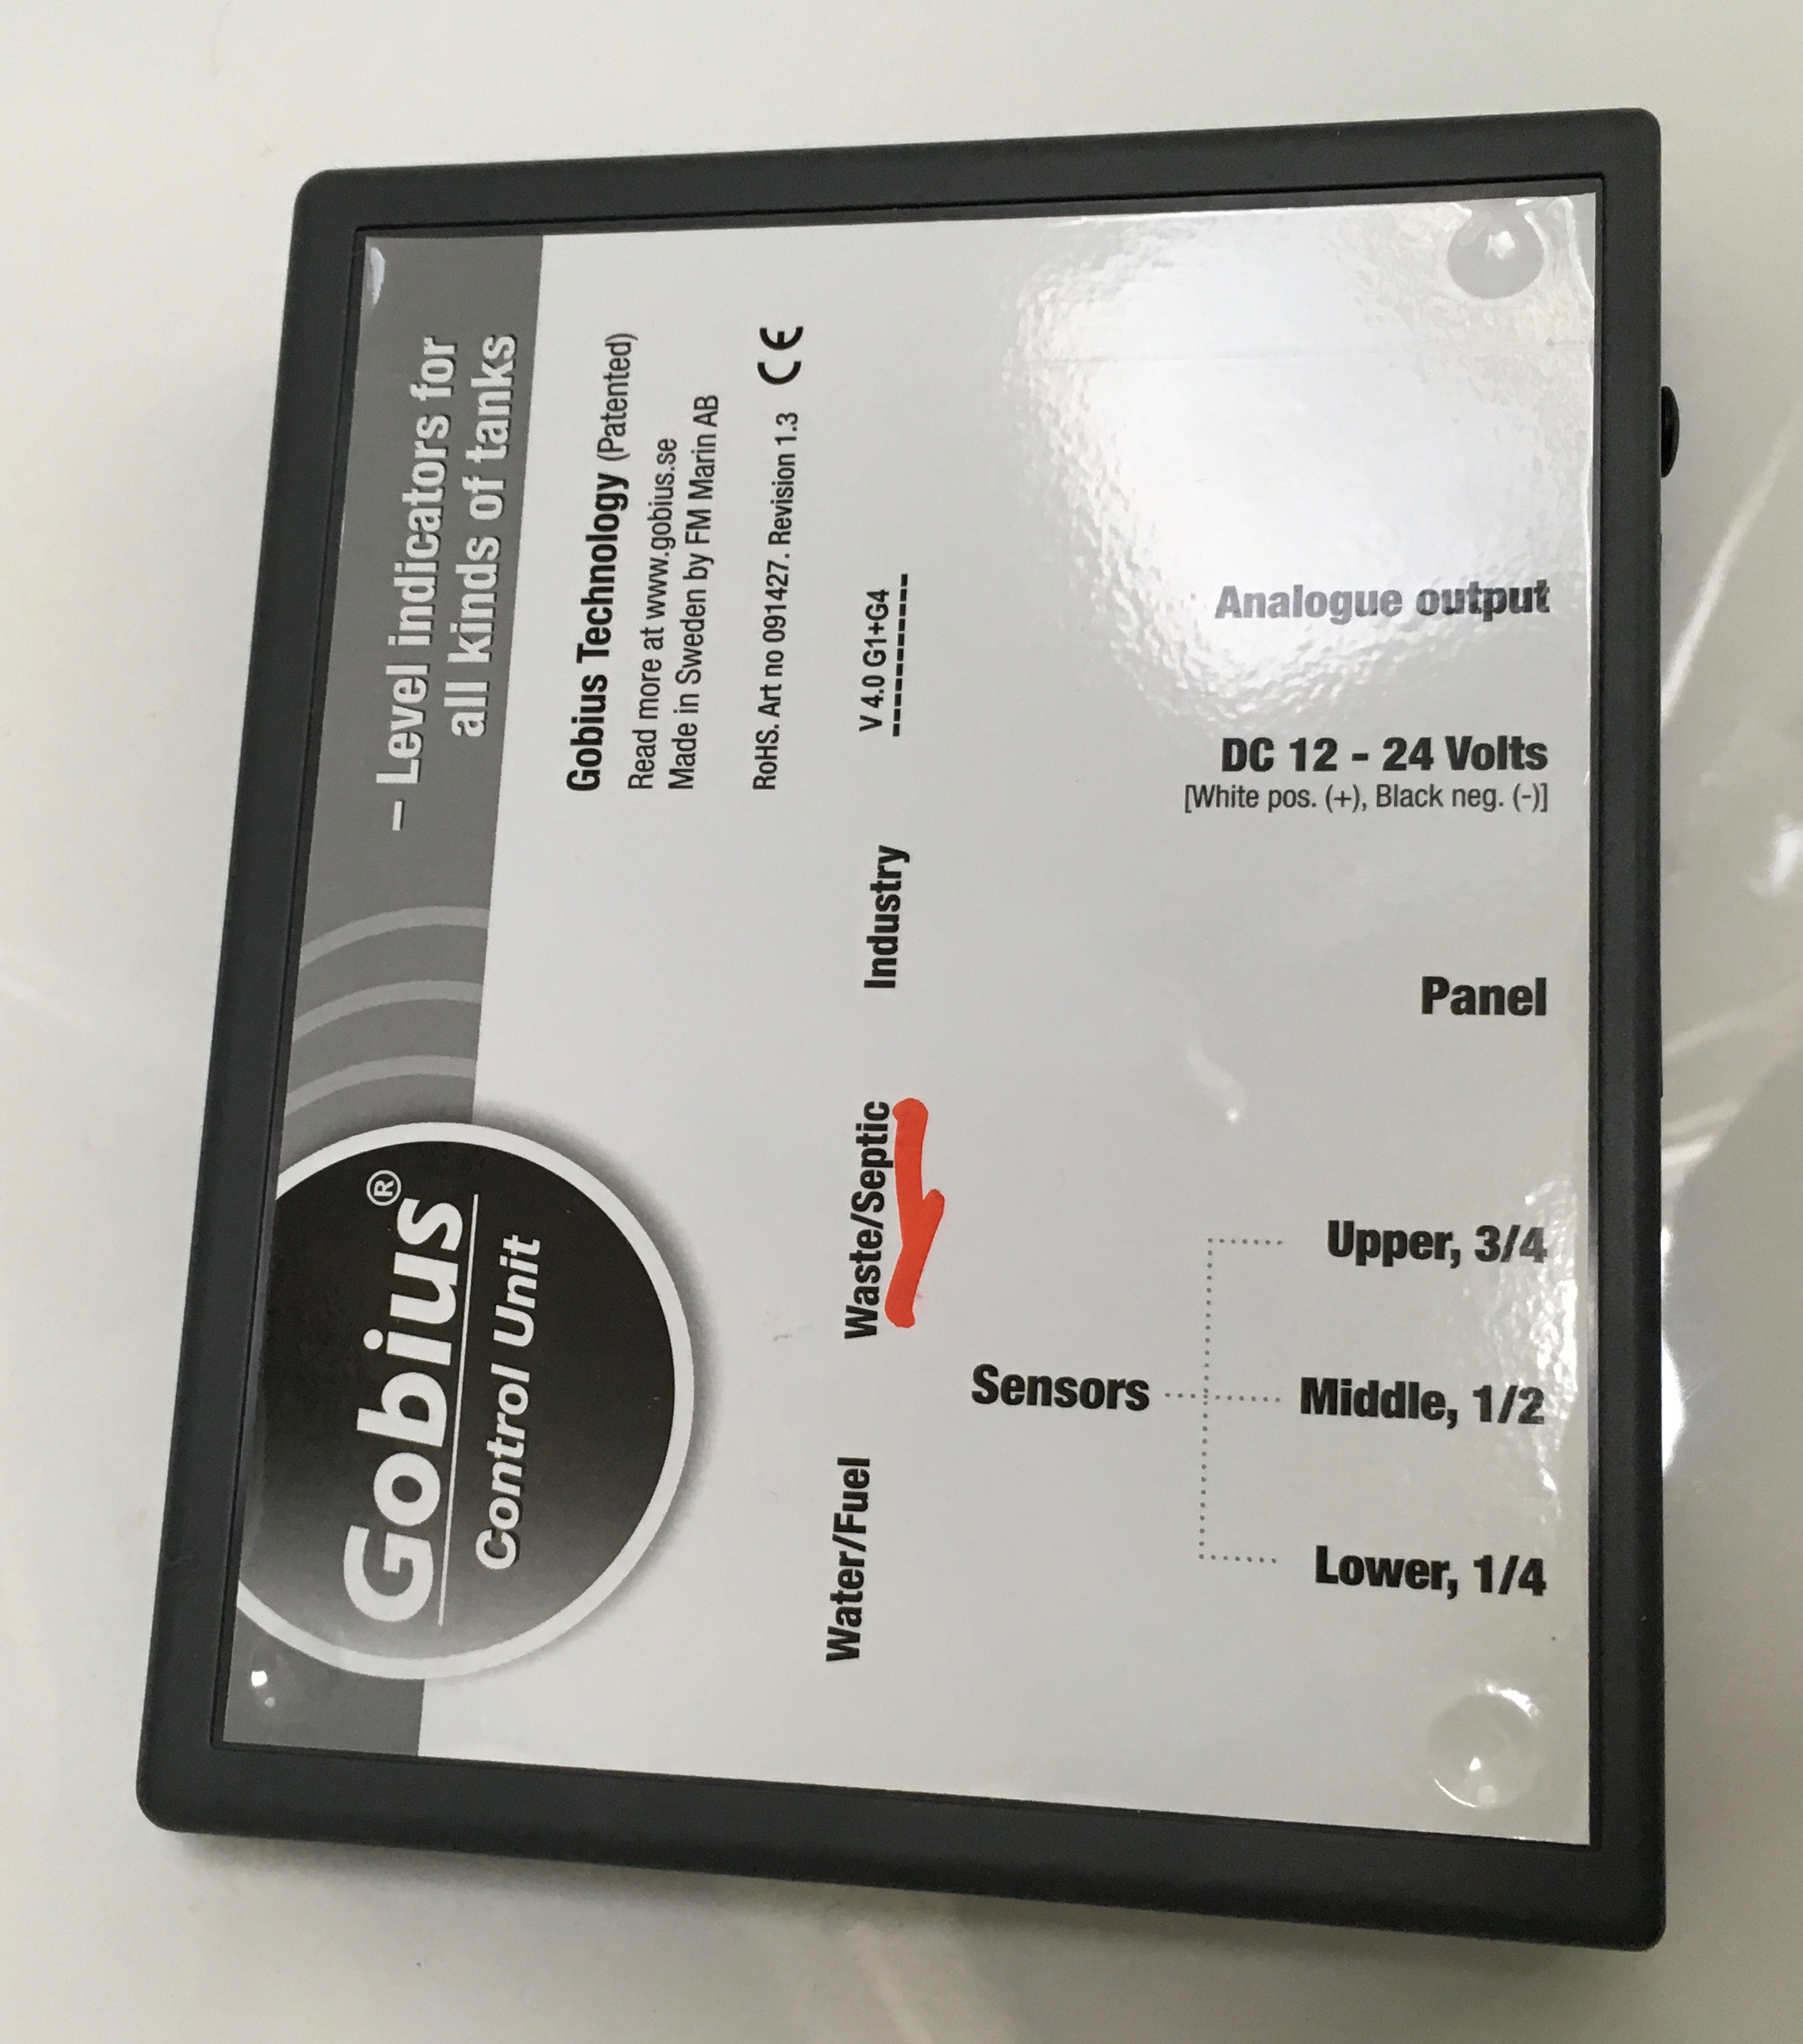 Gobius®
Control Unit
– Level indicators for
all kinds of tanks
Gobius Technology (Patented)
Read more at www.gobius.se
Made in Sweden by FM Marin AB
RoHS. Art no 091427. Revision 1.3 CE
Water/Fuel Waste/Septic Industry V 4.0 G1+G4
Sensors
Lower, 1/4
Middle, 1/2
Upper, 3/4
Panel
DC 12 - 24 Volts
[White pos. (+), Black neg. (-)]
Analogue output